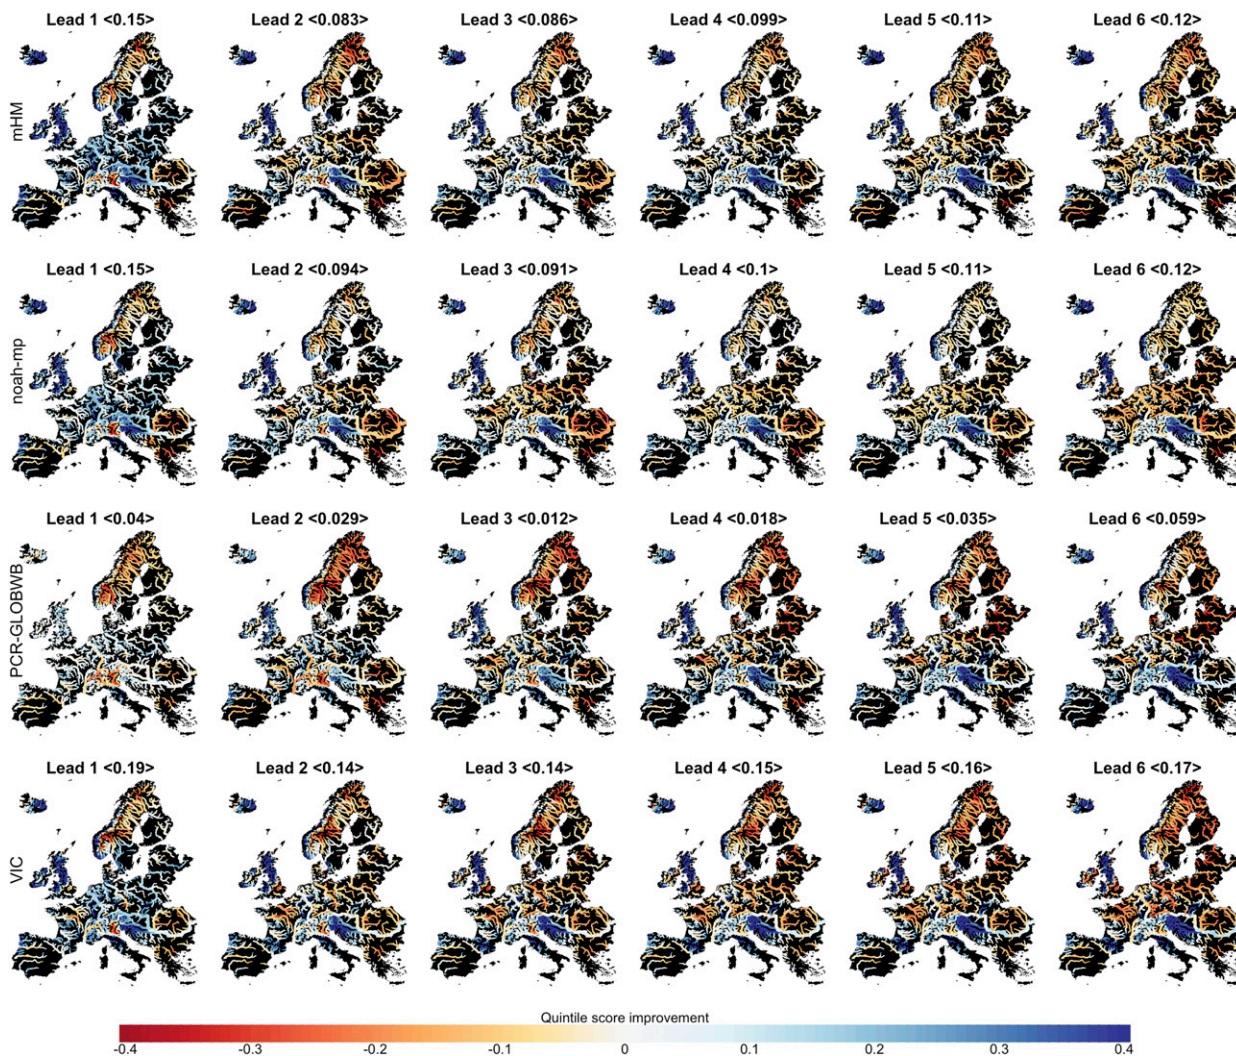 Lead 1 <0.15> Lead 2 <0.083> Lead 3 <0.086> Lead 4 <0.099> Lead 5 <0.11> Lead 6 <0.12>
mHM
Lead 1 <0.15> Lead 2 <0.094> Lead 3 <0.091> Lead 4 <0.1> Lead 5 <0.11> Lead 6 <0.12>
noah-mp
Lead 1 <0.04> Lead 2 <0.029> Lead 3 <0.012> Lead 4 <0.018> Lead 5 <0.035> Lead 6 <0.059>
PCR-GLOBWB
Lead 1 <0.19> Lead 2 <0.14> Lead 3 <0.14> Lead 4 <0.15> Lead 5 <0.16> Lead 6 <0.17>
VIC
Quintile score improvement
-0.4 -0.3 -0.2 -0.1 0 0.1 0.2 0.3 0.4